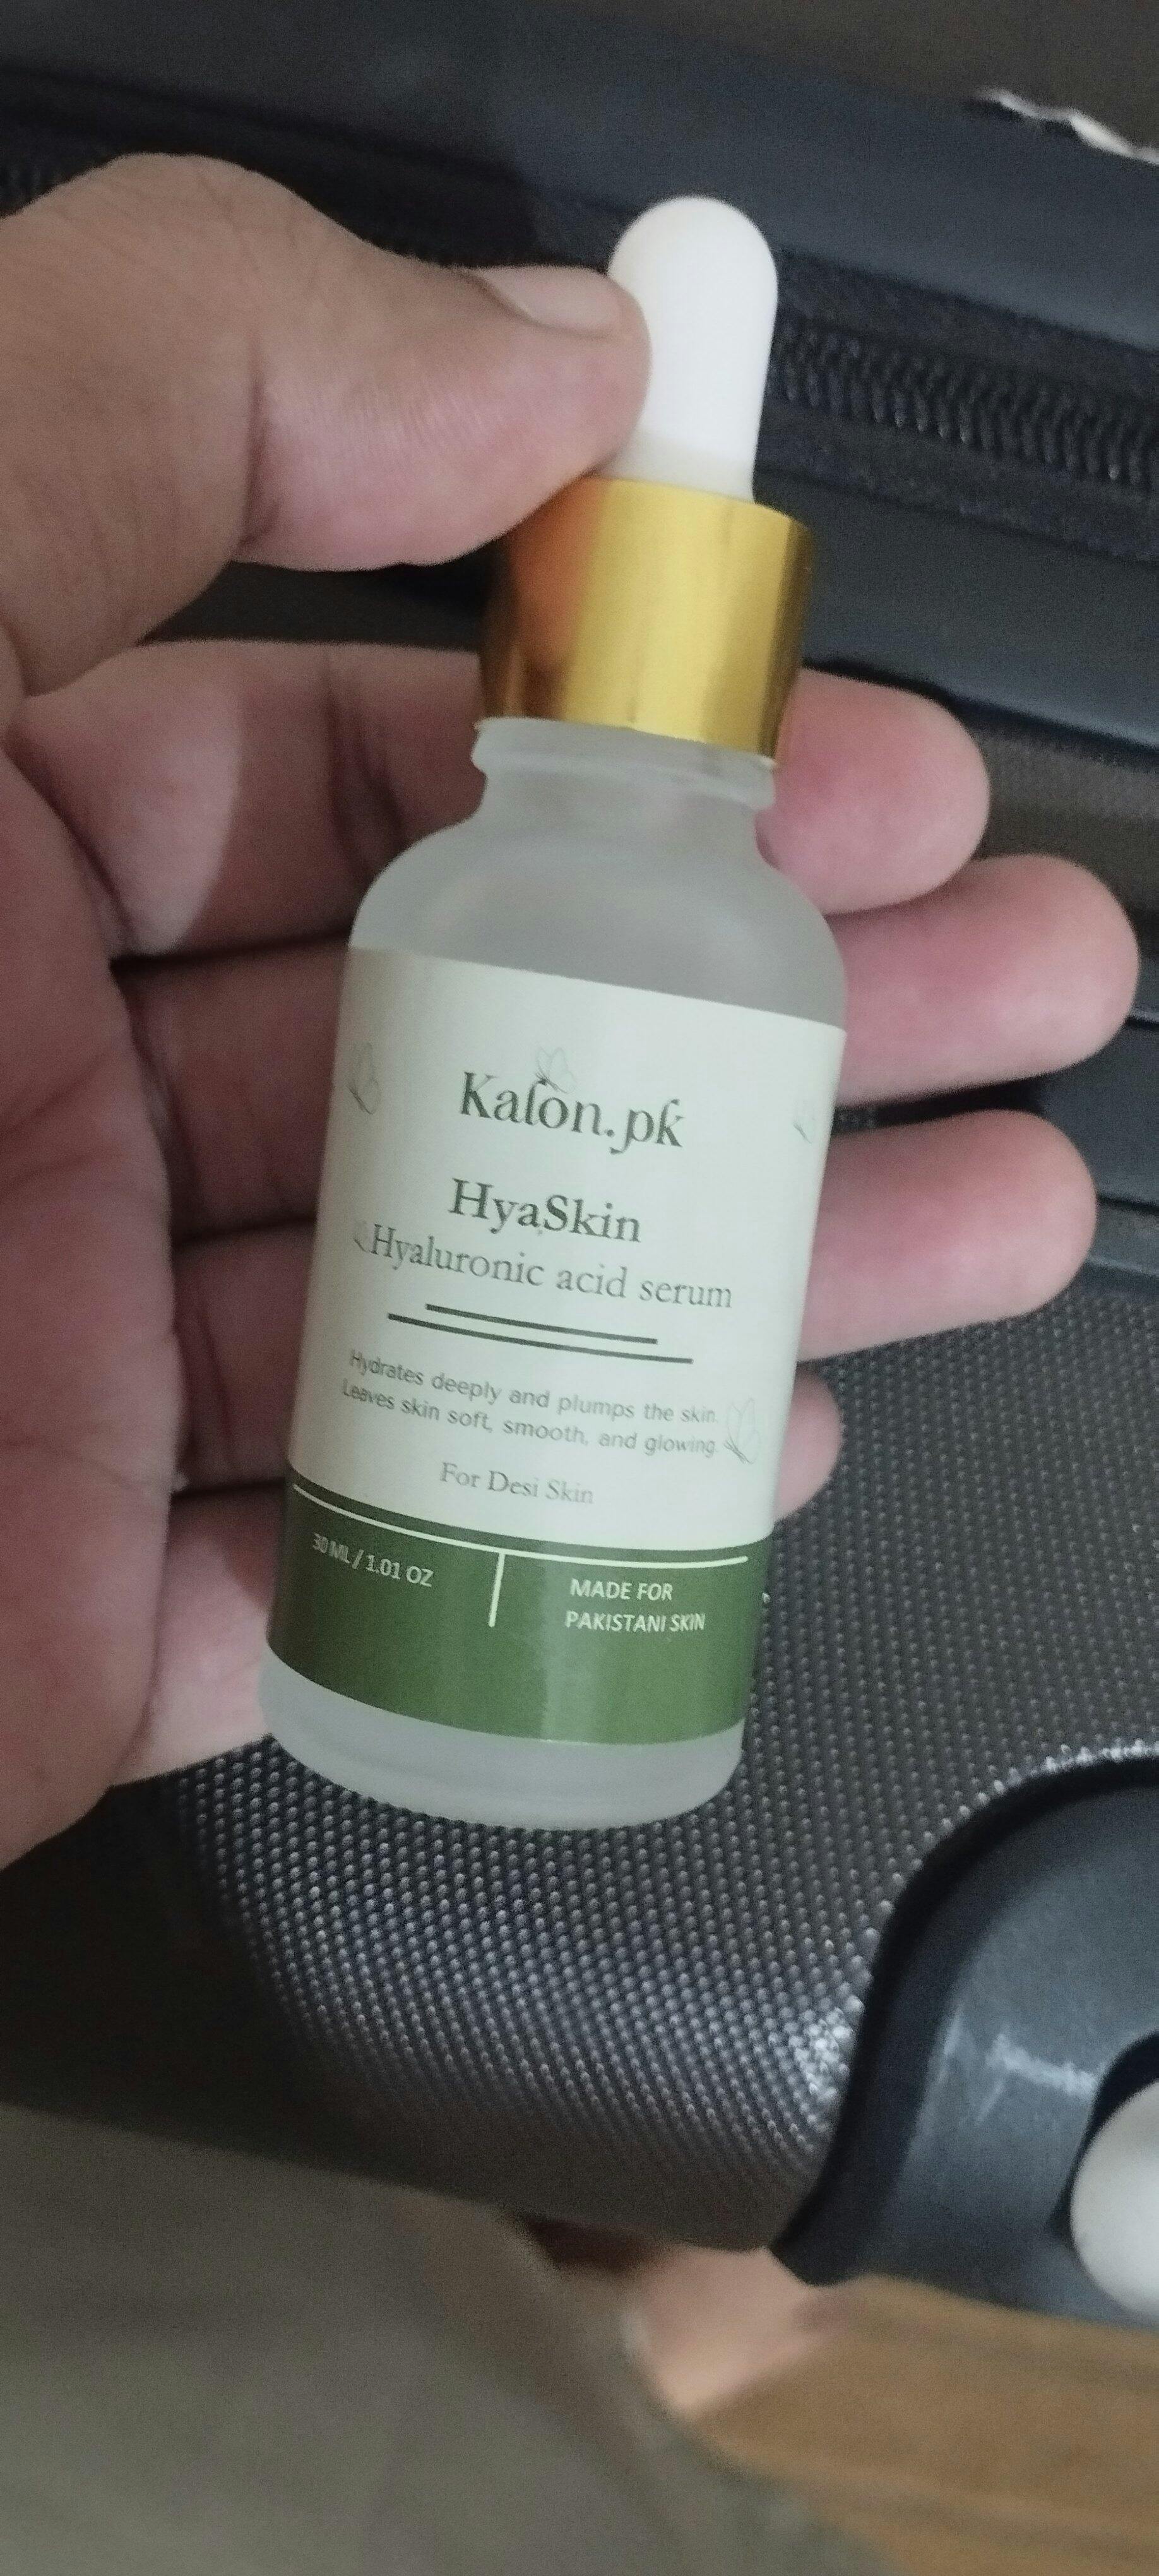 Kalon.pk
HyaSkin
Hyaluronic acid serum
Hydrates deeply and plumps the skin.
Leaves skin soft, smooth, and glowing.
For Desi Skin
30 ML / 1.01 OZ
MADE FOR
PAKISTANI SKIN